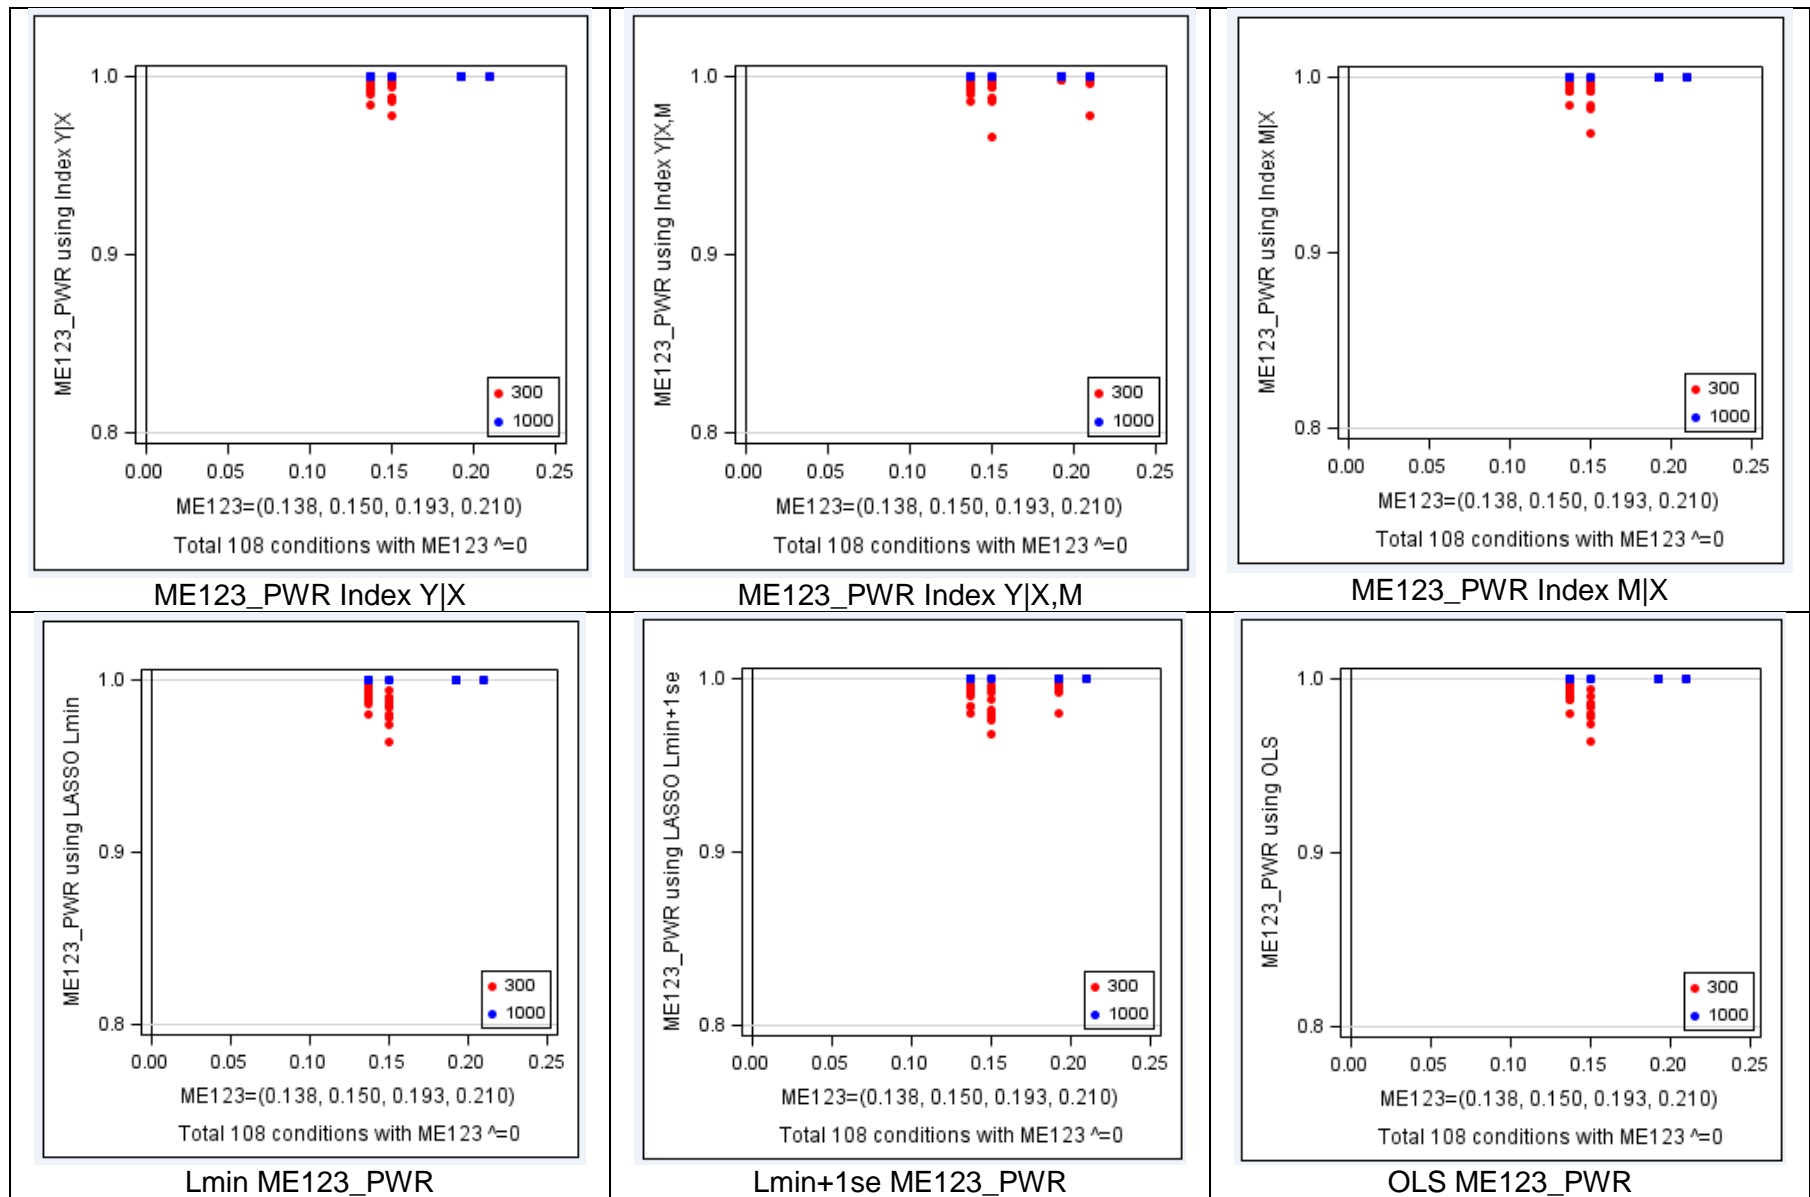 ME123_PWR using Index Y|X
1.0
0.9
0.8
300
1000
0.00 0.05 0.10 0.15 0.20 0.25
ME123=(0.138, 0.150, 0.193, 0.210)
Total 108 conditions with ME123 ^=0
ME123_PWR Index Y|X
ME123_PWR using Index Y|X,M
1.0
0.9
0.8
300
1000
0.00 0.05 0.10 0.15 0.20 0.25
ME123=(0.138, 0.150, 0.193, 0.210)
Total 108 conditions with ME123 ^=0
ME123_PWR Index Y|X,M
ME123_PWR using Index M|X
1.0
0.9
0.8
300
1000
0.00 0.05 0.10 0.15 0.20 0.25
ME123=(0.138, 0.150, 0.193, 0.210)
Total 108 conditions with ME123 ^=0
ME123_PWR Index M|X
ME123_PWR using LASSO Lmin
1.0
0.9
0.8
300
1000
0.00 0.05 0.10 0.15 0.20 0.25
ME123=(0.138, 0.150, 0.193, 0.210)
Total 108 conditions with ME123 ^=0
Lmin ME123_PWR
ME123_PWR using LASSO Lmin+1se
1.0
0.9
0.8
300
1000
0.00 0.05 0.10 0.15 0.20 0.25
ME123=(0.138, 0.150, 0.193, 0.210)
Total 108 conditions with ME123 ^=0
Lmin+1se ME123_PWR
ME123_PWR using OLS
1.0
0.9
0.8
300
1000
0.00 0.05 0.10 0.15 0.20 0.25
ME123=(0.138, 0.150, 0.193, 0.210)
Total 108 conditions with ME123 ^=0
OLS ME123_PWR